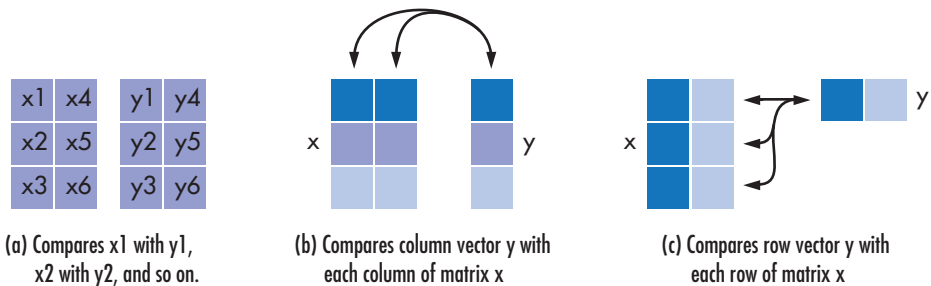 x1 x4 y1 y4
x2 x5 y2 y5
x3 x6 y3 y6
x y
x y
(a) Compares x1 with y1,
x2 with y2, and so on.
(b) Compares column vector y with
each column of matrix x
(c) Compares row vector y with
each row of matrix x